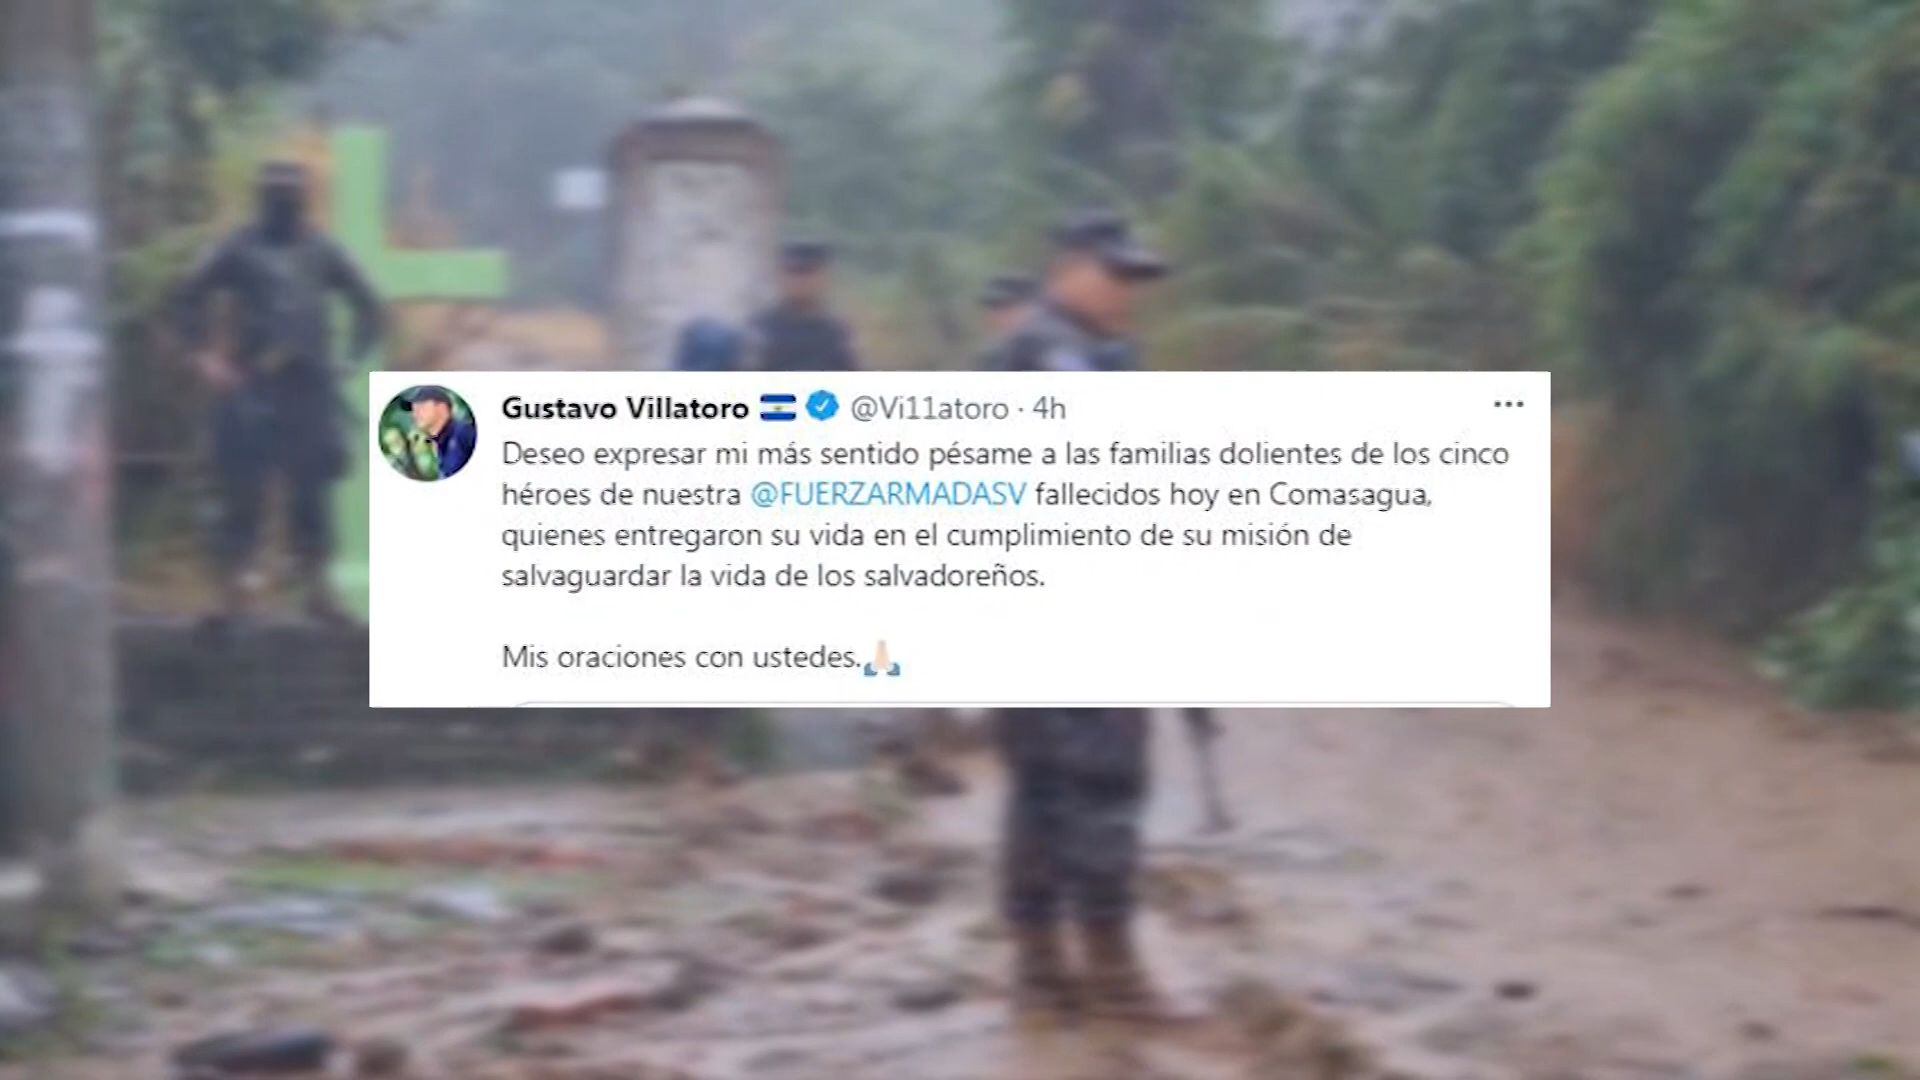 Gustavo Villatoro @Vi11atoro · 4h
Deseo expresar mi más sentido pésame a las familias dolientes de los cinco
héroes de nuestra @FUERZARMADASV fallecidos hoy en Comasagua,
quienes entregaron su vida en el cumplimiento de su misión de
salvaguardar la vida de los salvadoreños.
Mis oraciones con ustedes.